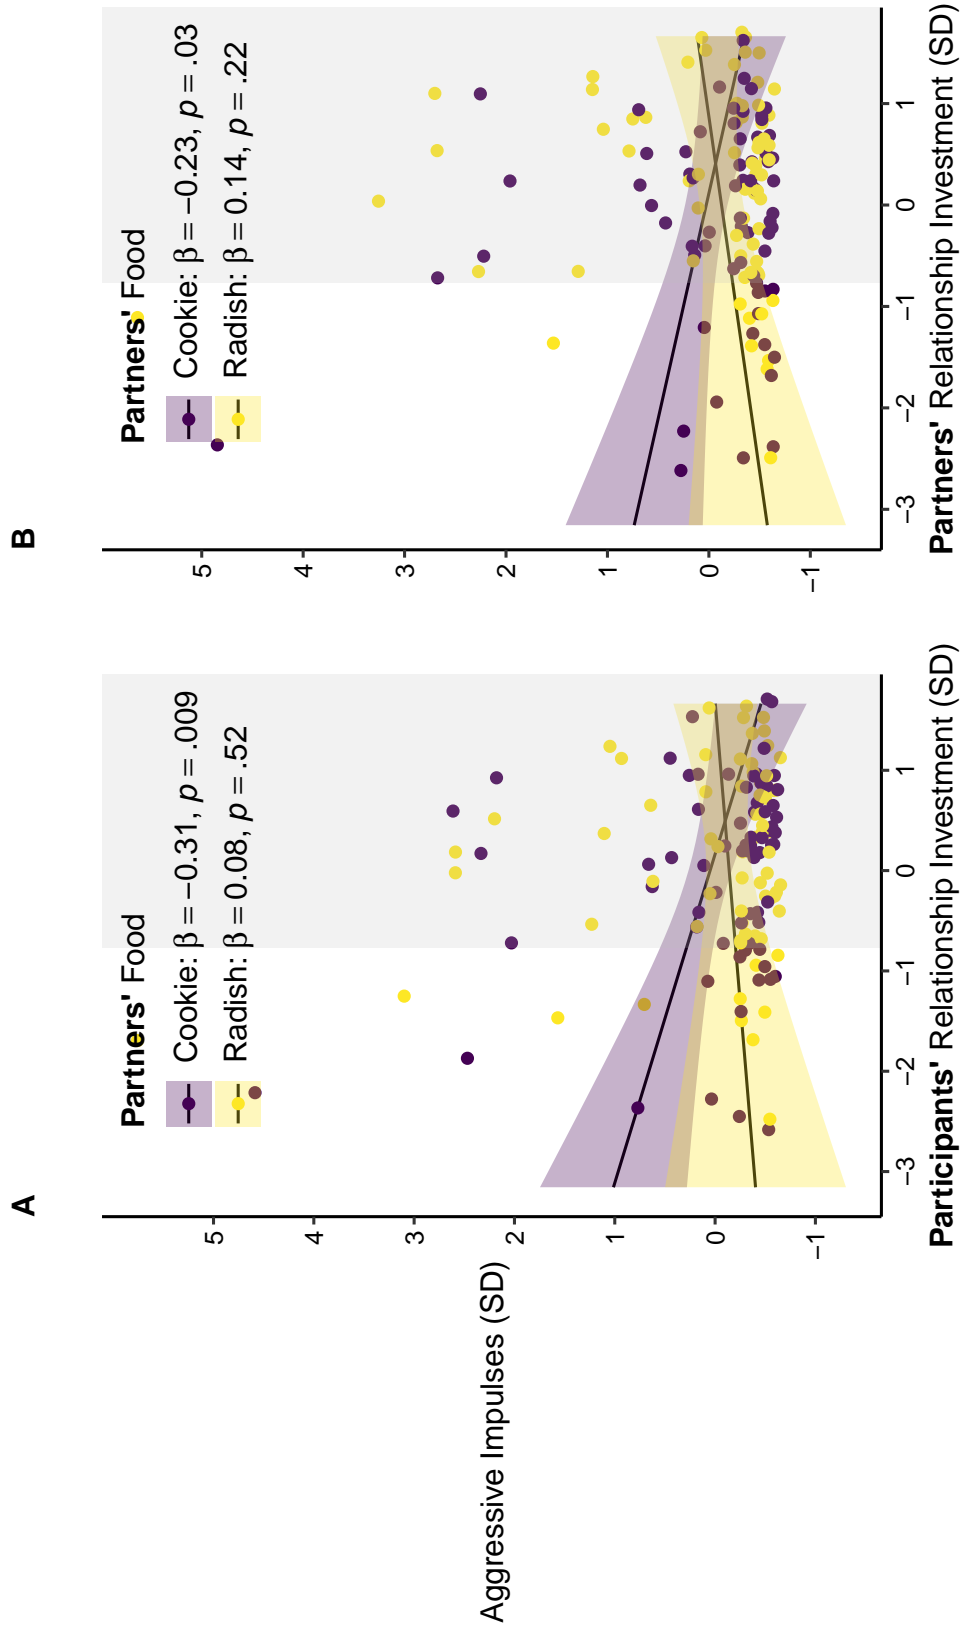 A
Partners' Food
Cookie: β = −0.31, p = .009
Radish: β = 0.08, p = .52
5
4
3
2
1
0
−1
Aggressive Impulses (SD)
−3
−2
−1
0
1
Participants' Relationship Investment (SD)
B
Partners' Food
Cookie: β = −0.23, p = .03
Radish: β = 0.14, p = .22
5
4
3
2
1
0
−1
−3
−2
−1
0
1
Partners' Relationship Investment (SD)